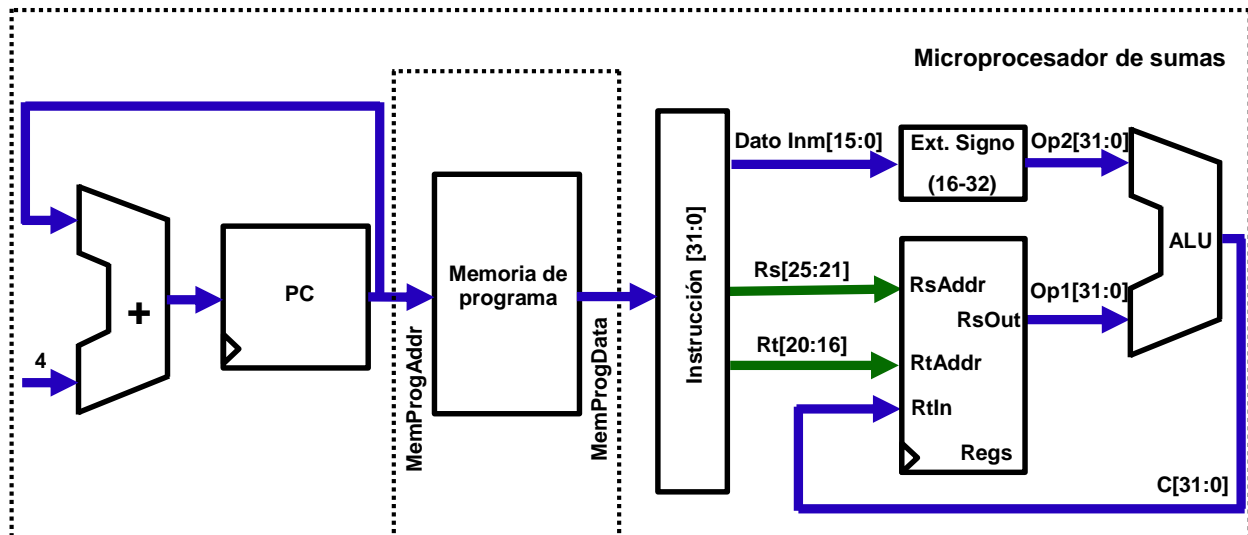 Microprocesador de sumas
4
+
PC
MemProgAddr
Memoria de
programa
MemProgData
Instrucción [31:0]
Dato Inm[15:0]
Ext. Signo
(16-32)
Op2[31:0]
ALU
Rs[25:21]
RsAddr
Op1[31:0]
RsOut
Rt[20:16]
RtAddr
RtIn
Regs
C[31:0]